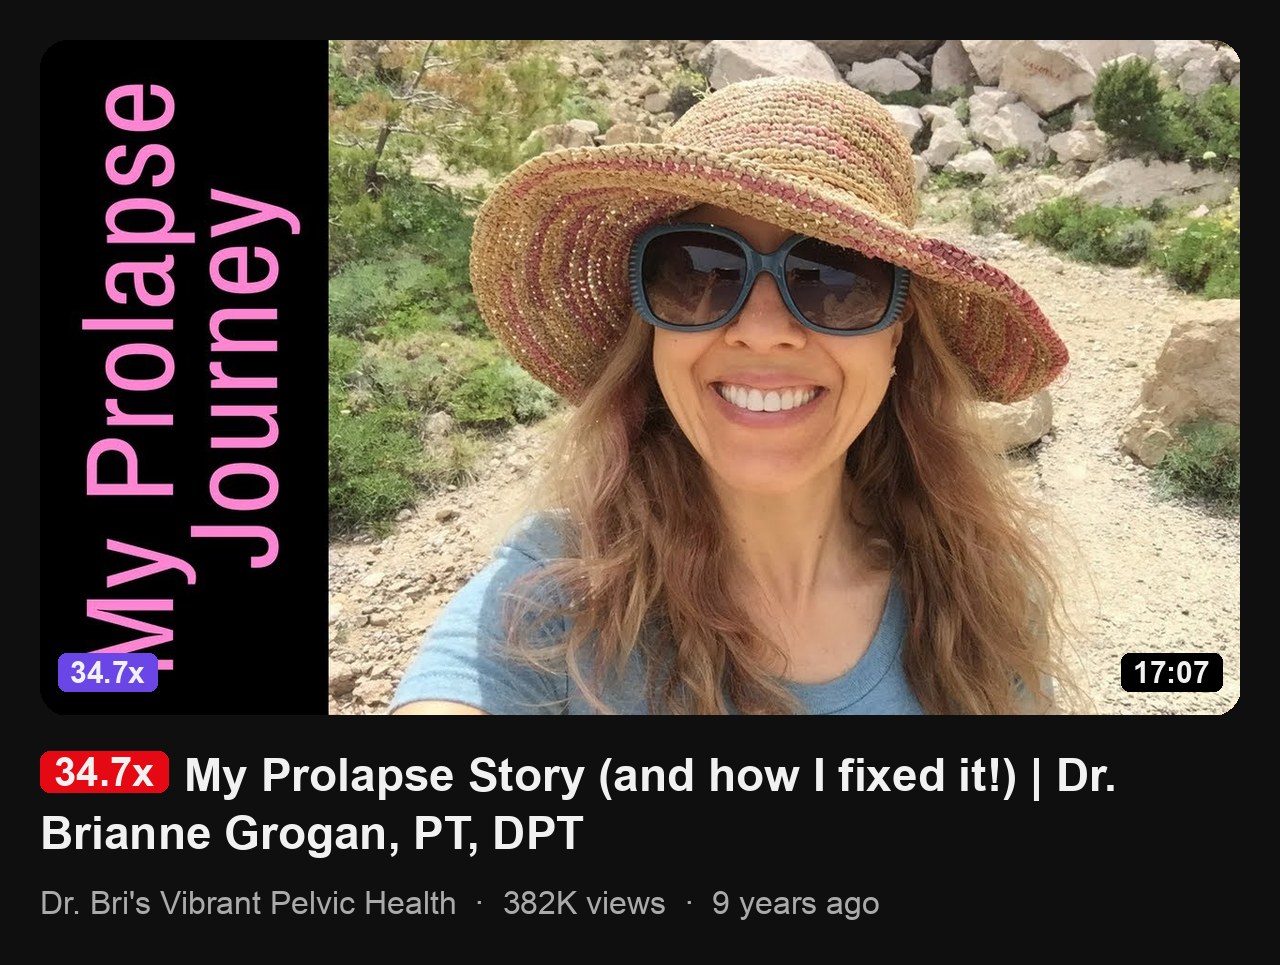 My Prolapse
Journey
34.7x
17:07
34.7x My Prolapse Story (and how I fixed it!) | Dr.
Brianne Grogan, PT, DPT
Dr. Bri's Vibrant Pelvic Health · 382K views · 9 years ago